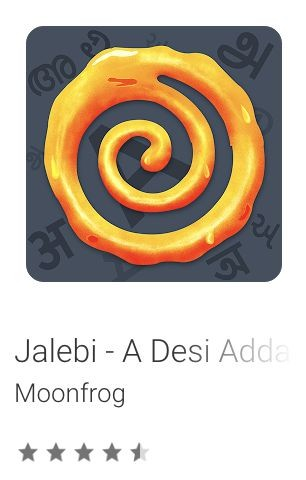 അ அ
A
अ અ
অ
Jalebi - A Desi Adda
Moonfrog